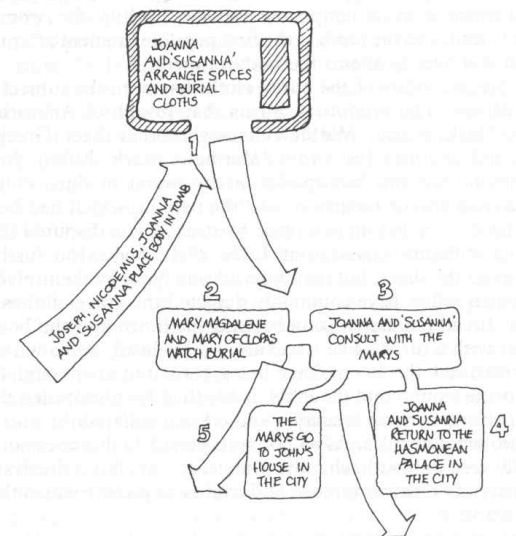 JOANNA
AND 'SUSANNA'
ARRANGE SPICES
AND BURIAL
CLOTHS
1
JOSEPH, NICODEMUS, JOANNA
AND 'SUSANNA' PLACE BODY IN TOMB
2
MARY MAGDALENE
AND MARY OF CLOPAS
WATCH BURIAL
3
JOANNA AND 'SUSANNA'
CONSULT WITH THE
MARYS
5
THE
MARYS GO
TO JOHN'S
HOUSE IN
THE CITY
JOANNA
AND SUSANNA
RETURN TO THE
HASMONEAN
PALACE IN
THE CITY
4